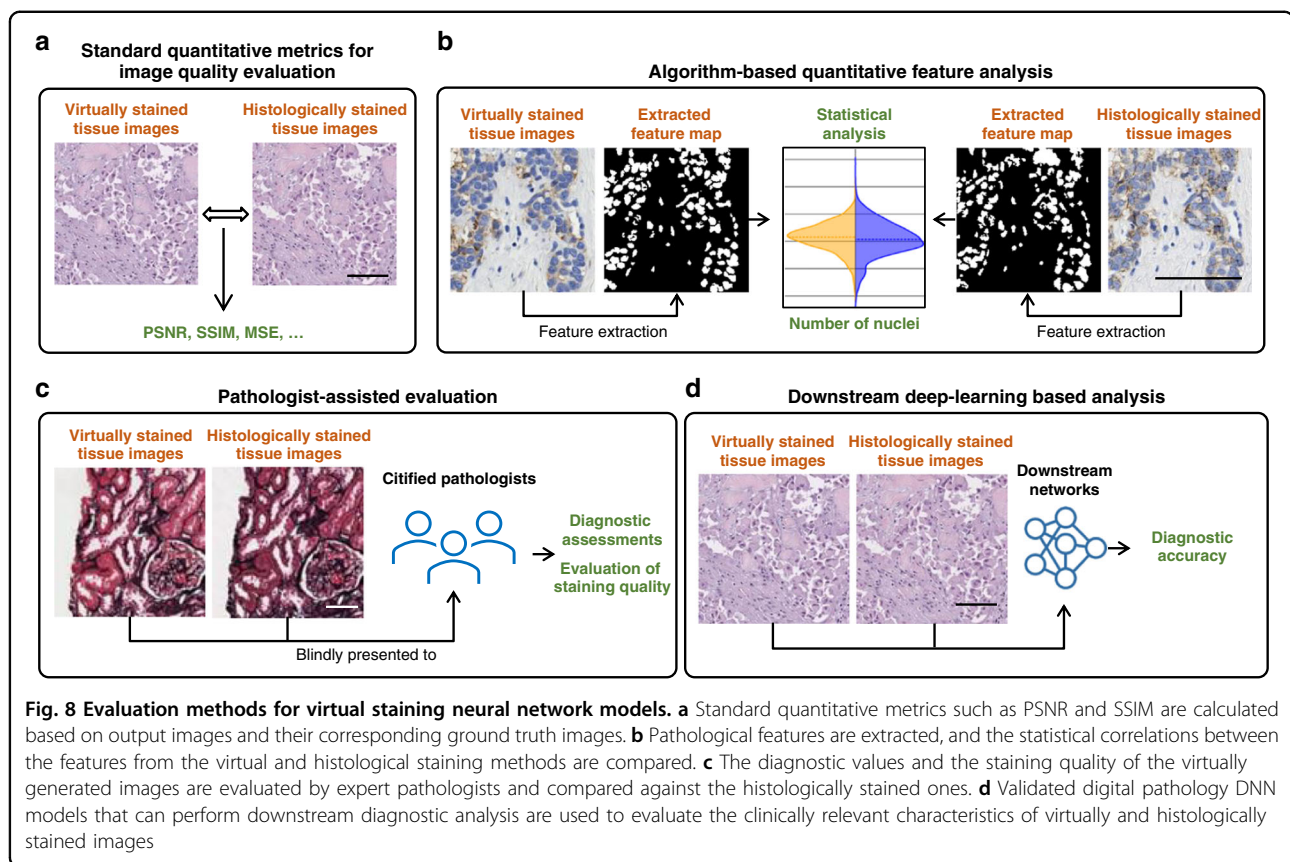 a
Standard quantitative metrics for
image quality evaluation
Virtually stained
tissue images
Histologically stained
tissue images
PSNR, SSIM, MSE, ...
b
Algorithm-based quantitative feature analysis
Virtually stained
tissue images
Extracted
feature map
Statistical
analysis
Extracted
feature map
Histologically stained
tissue images
Feature extraction
Number of nuclei
Feature extraction
c
Pathologist-assisted evaluation
Virtually stained
tissue images
Histologically stained
tissue images
Citified pathologists
Diagnostic
assessments
Evaluation of
staining quality
Blindly presented to
d
Downstream deep-learning based analysis
Virtually stained
tissue images
Histologically stained
tissue images
Downstream
networks
Diagnostic
accuracy
Fig. 8 Evaluation methods for virtual staining neural network models. a Standard quantitative metrics such as PSNR and SSIM are calculated
based on output images and their corresponding ground truth images. b Pathological features are extracted, and the statistical correlations between
the features from the virtual and histological staining methods are compared. c The diagnostic values and the staining quality of the virtually
generated images are evaluated by expert pathologists and compared against the histologically stained ones. d Validated digital pathology DNN
models that can perform downstream diagnostic analysis are used to evaluate the clinically relevant characteristics of virtually and histologically
stained images